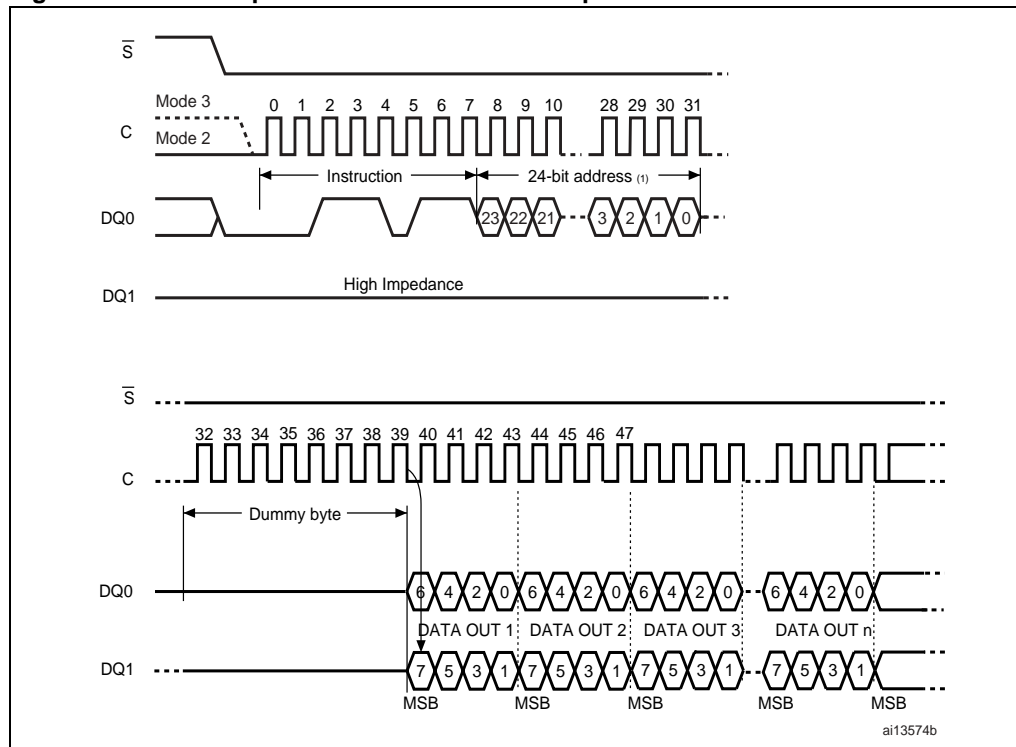 S
Mode 3
C
Mode 2
0 1 2 3 4 5 6 7 8 9 10 28 29 30 31
Instruction
24-bit address (1)
DQ0
23 22 21 3 2 1 0
High Impedance
DQ1
S
32 33 34 35 36 37 38 39 40 41 42 43 44 45 46 47
C
Dummy byte
DQ0
6 4 2 0 6 4 2 0 6 4 2 0 6 4 2 0
DATA OUT 1 DATA OUT 2 DATA OUT 3 DATA OUT n
DQ1
7 5 3 1 7 5 3 1 7 5 3 1 7 5 3 1
MSB MSB MSB MSB MSB
ai13574b